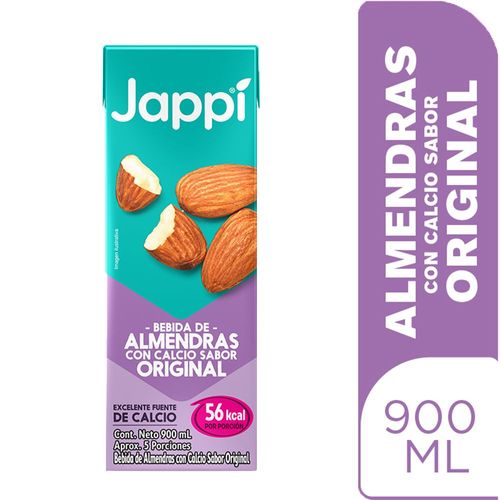 Jappi®
Imagen ilustrativa
- BEBIDA DE -
ALMENDRAS
CON CALCIO SABOR
ORIGINAL
EXCELENTE FUENTE
DE CALCIO
56 kcal
POR PORCIÓN
Cont. Neto 900 mL
Aprox. 5 Porciones
Bebida de Almendras con Calcio Sabor Original
ALMENDRAS
CON CALCIO SABOR
ORIGINAL
900
ML